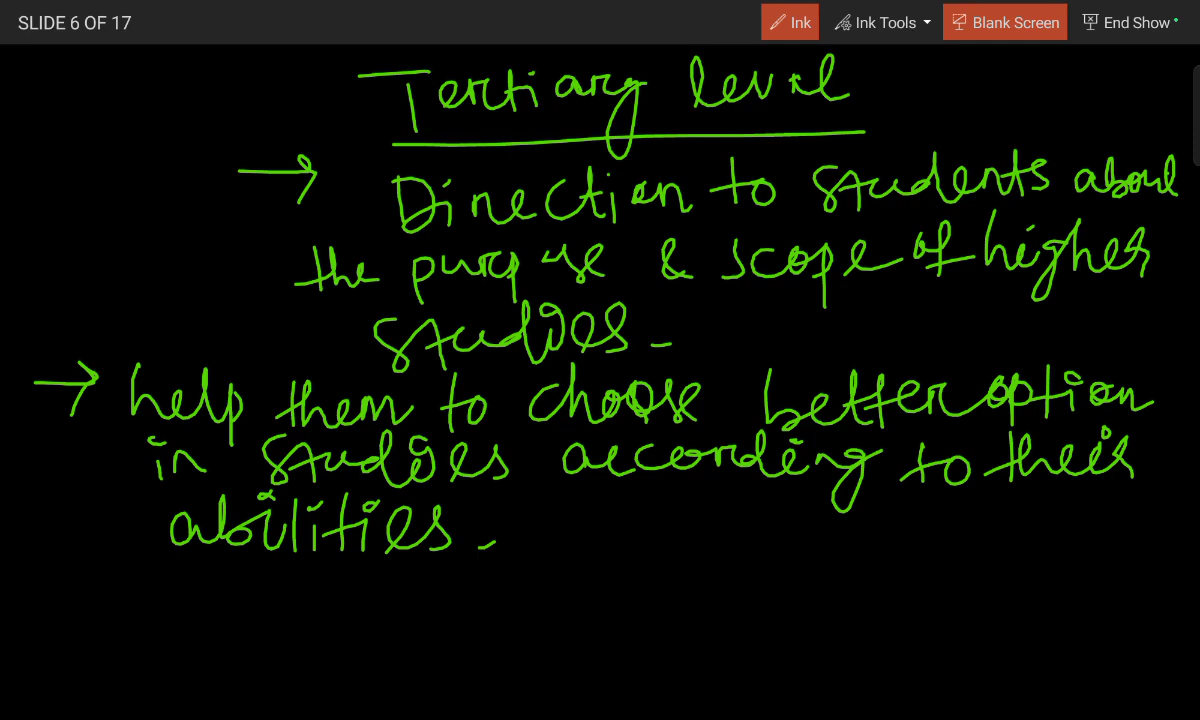 SLIDE 6 OF 17 Ink Ink Tools Blank Screen End Show
Tertiary level
→ Direction to students about
the purpose & scope of higher
studies.
→ help them to choose better option
in studies according to their
abilities.